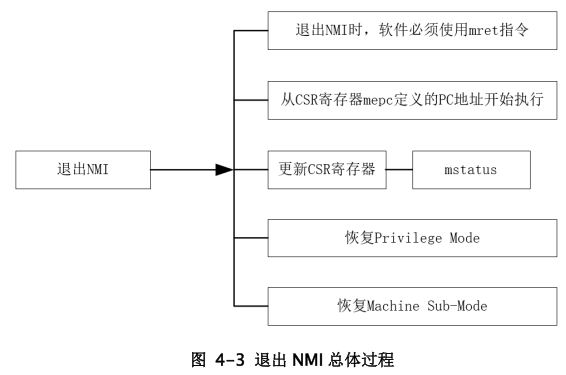 退出NMI时，软件必须使用mret指令
从CSR寄存器mepc定义的PC地址开始执行
退出NMI
更新CSR寄存器
mstatus
恢复Privilege Mode
恢复Machine Sub-Mode
图 4-3 退出 NMI 总体过程